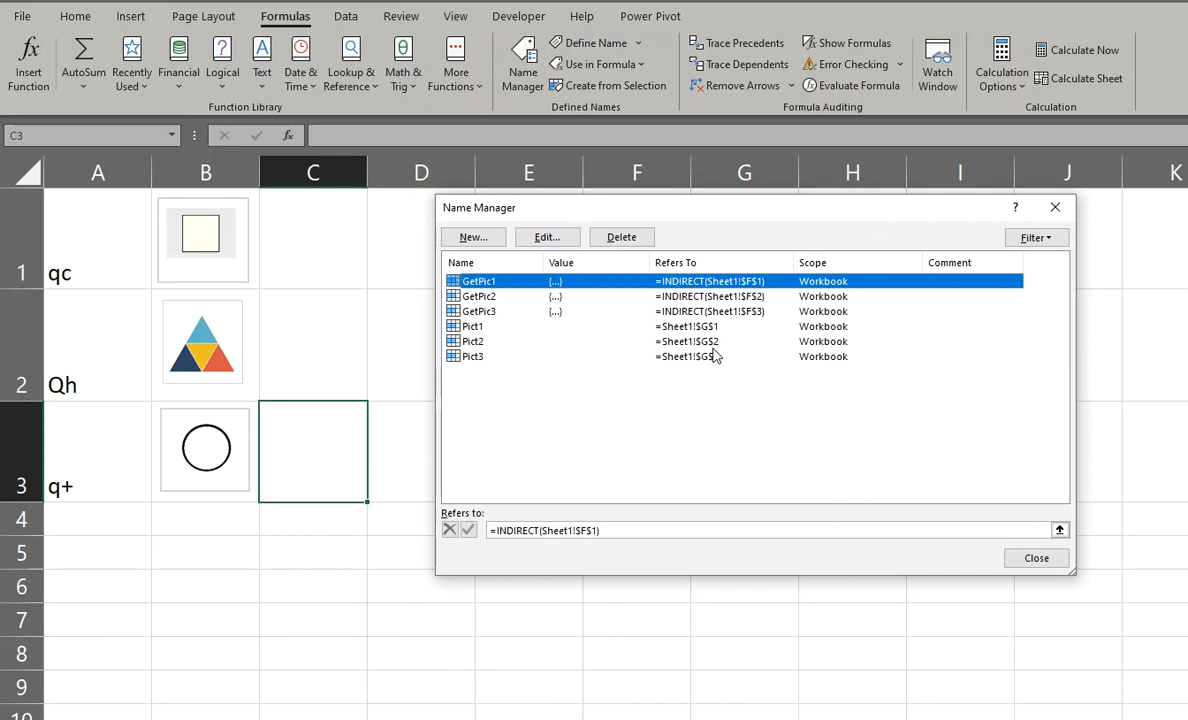 File Home Insert Page Layout Formulas Data Review View Developer Help Power Pivot
Insert Function
AutoSum
Recently Used
Financial
Logical
Text
Date & Time
Lookup & Reference
Math & Trig
More Functions
Function Library
Name Manager
Define Name
Use in Formula
Create from Selection
Defined Names
Trace Precedents
Trace Dependents
Remove Arrows
Show Formulas
Error Checking
Evaluate Formula
Formula Auditing
Watch Window
Calculation Options
Calculate Now
Calculate Sheet
Calculation
C3 fx
A B C D E F G H I J K
1 qc
2 Qh
3 q+
4
5
6
7
8
9
10
Name Manager ?
New... Edit... Delete Filter
Name Value Refers To Scope Comment
GetPic1 {...} =INDIRECT(Sheet1!$F$1) Workbook
GetPic2 {...} =INDIRECT(Sheet1!$F$2) Workbook
GetPic3 {...} =INDIRECT(Sheet1!$F$3) Workbook
Pict1 =Sheet1!$G$1 Workbook
Pict2 =Sheet1!$G$2 Workbook
Pict3 =Sheet1!$G$ Workbook
Refers to:
=INDIRECT(Sheet1!$F$1)
Close